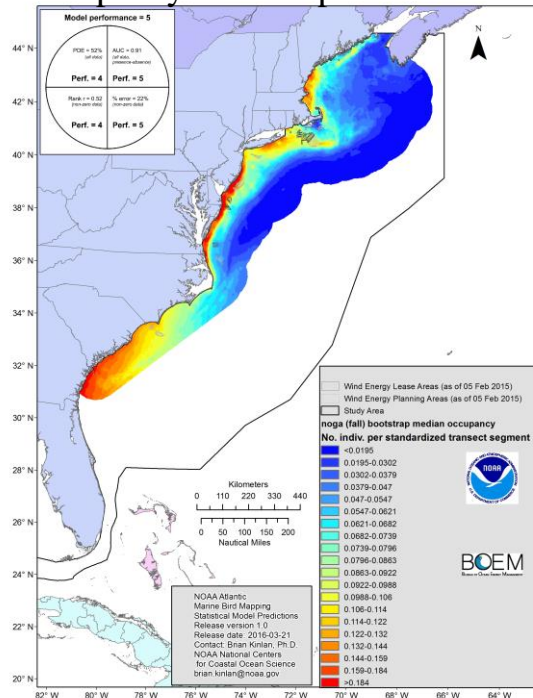 Model performance = 5
PDE = 52%
(all data)
Perf. = 4
AUC = 0.91
(all data,
presence-absence)
Perf. = 5
Rank r = 0.52
(non-zero data)
Perf. = 4
% error = 22%
(non-zero data)
Perf. = 5
N
44° N
42° N
40° N
38° N
36° N
34° N
32° N
30° N
28° N
26° N
24° N
22° N
20° N
Kilometers
0 110 220 330 440
0 50 100 150 200
Nautical Miles
Wind Energy Lease Areas (as of 05 Feb 2015)
Wind Energy Planning Areas (as of 05 Feb 2015)
Study Area
noga (fall) bootstrap median occupancy
No. indiv. per standardized transect segment
<0.0195
0.0195-0.0302
0.0302-0.0379
0.0379-0.047
0.047-0.0547
0.0547-0.0621
0.0621-0.0682
0.0682-0.0739
0.0739-0.0796
0.0796-0.0863
0.0863-0.0922
0.0922-0.0988
0.0988-0.106
0.106-0.114
0.114-0.122
0.122-0.132
0.132-0.144
0.144-0.159
0.159-0.184
>0.184
NOAA
BOEM
Bureau of Ocean Energy Management
NOAA Atlantic
Marine Bird Mapping
Statistical Model Predictions
Release version 1.0
Release date: 2016-03-21
Contact: Brian Kinlan, Ph.D.
NOAA National Centers
for Coastal Ocean Science
brian.kinlan@noaa.gov
82° W 80° W 78° W 76° W 74° W 72° W 70° W 68° W 66° W 64° W